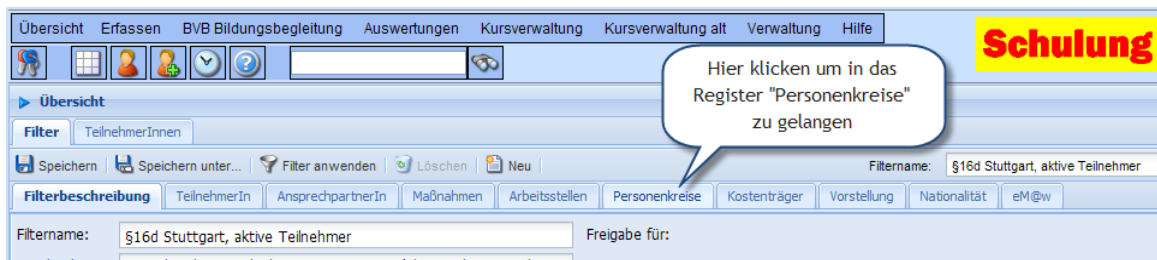 Übersicht Erfassen BVB Bildungsbegleitung Auswertungen Kursverwaltung Kursverwaltung alt Verwaltung Hilfe
Schulung
Hier klicken um in das
Register "Personenkreise"
zu gelangen
Übersicht
Filter TeilnehmerInnen
Speichern Speichern unter... Filter anwenden Löschen Neu Filtername: §16d Stuttgart, aktive Teilnehmer
Filterbeschreibung TeilnehmerIn AnsprechpartnerIn Maßnahmen Arbeitsstellen Personenkreise Kostenträger Vorstellung Nationalität eM@w
Filtername: §16d Stuttgart, aktive Teilnehmer Freigabe für: